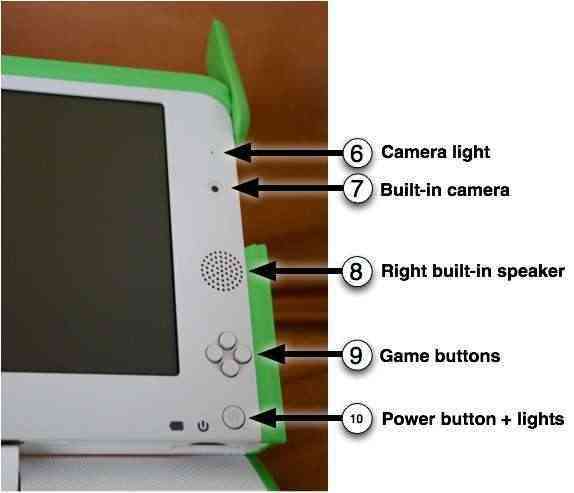 6 Camera light
7 Built-in camera
8 Right built-in speaker
9 Game buttons
10 Power button + lights